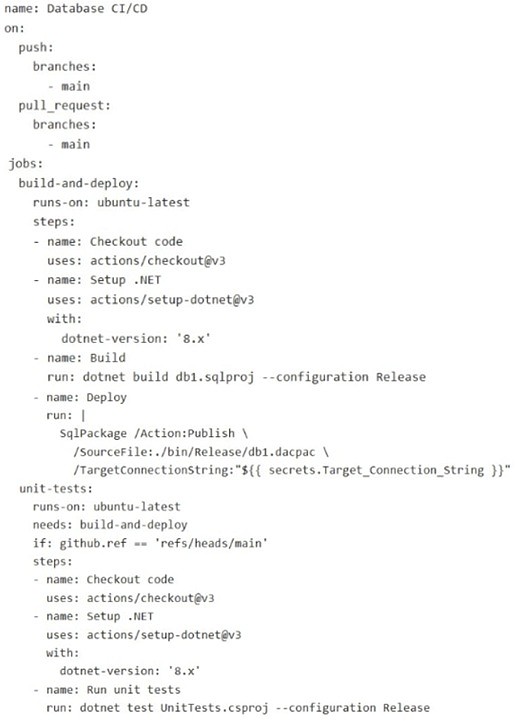 name: Database CI/CD
on:
  push:
    branches:
      - main
  pull_request:
    branches:
      - main
jobs:
  build-and-deploy:
    runs-on: ubuntu-latest
    steps:
    - name: Checkout code
      uses: actions/checkout@v3
    - name: Setup .NET
      uses: actions/setup-dotnet@v3
      with:
        dotnet-version: '8.x'
    - name: Build
      run: dotnet build db1.sqlproj --configuration Release
    - name: Deploy
      run: |
        SqlPackage /Action:Publish \
          /SourceFile:./bin/Release/db1.dacpac \
          /TargetConnectionString:"${{ secrets.Target_Connection_String }}"
  unit-tests:
    runs-on: ubuntu-latest
    needs: build-and-deploy
    if: github.ref == 'refs/heads/main'
    steps:
    - name: Checkout code
      uses: actions/checkout@v3
    - name: Setup .NET
      uses: actions/setup-dotnet@v3
      with:
        dotnet-version: '8.x'
    - name: Run unit tests
      run: dotnet test UnitTests.csproj --configuration Release